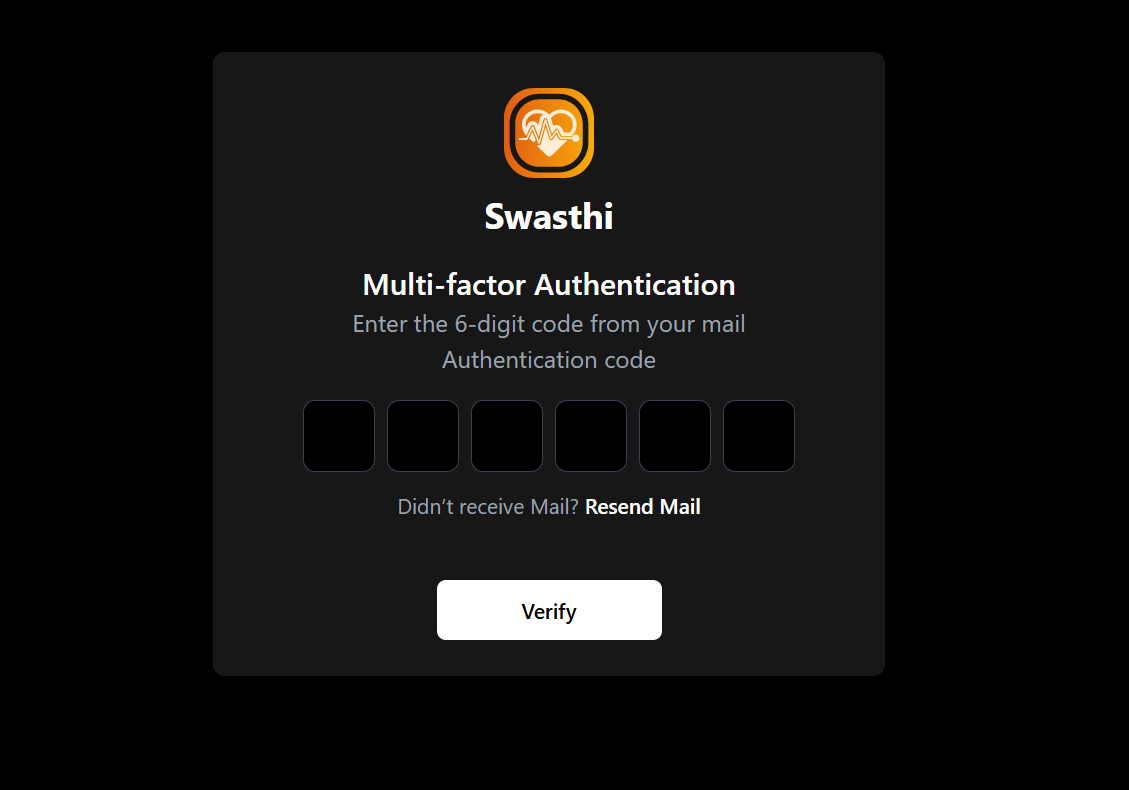 Swasthi
Multi-factor Authentication
Enter the 6-digit code from your mail
Authentication code
Didn’t receive Mail? Resend Mail
Verify